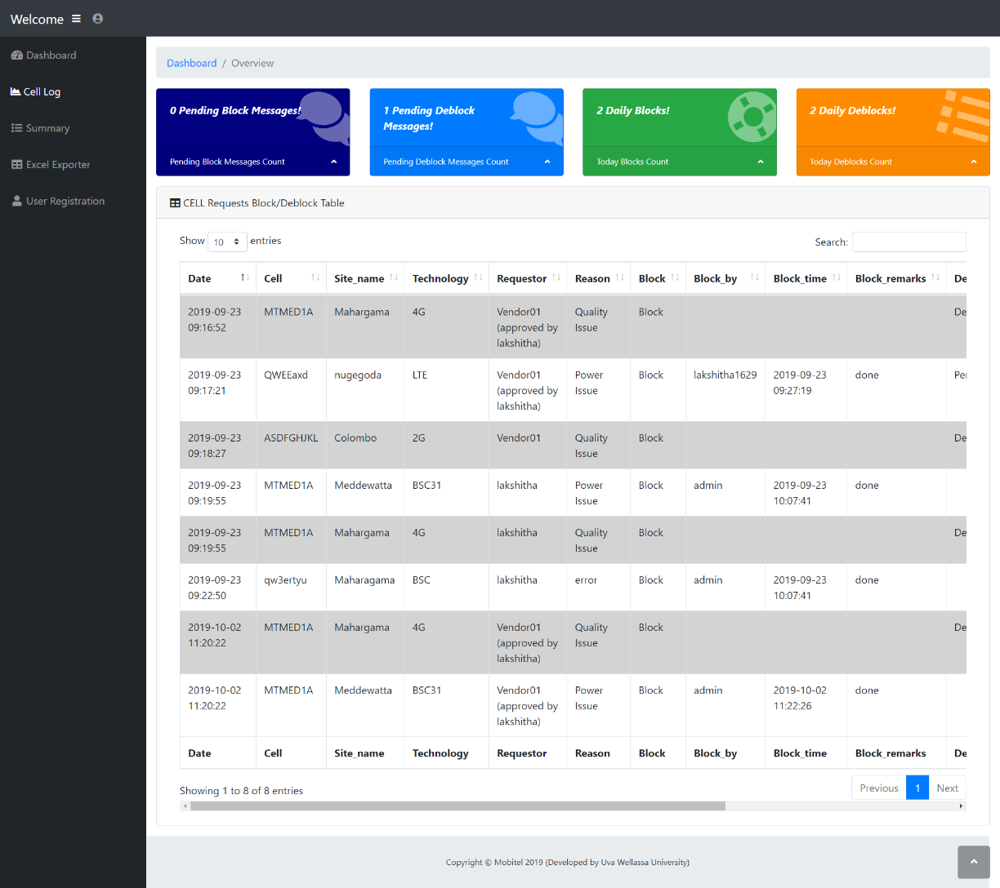 Welcome
Dashboard
Cell Log
Summary
Excel Exporter
User Registration
Dashboard / Overview
0 Pending Block Messages!
Pending Block Messages Count
1 Pending Deblock
Messages!
Pending Deblock Messages Count
2 Daily Blocks!
Today Blocks Count
2 Daily Deblocks!
Today Deblocks Count
CELL Requests Block/Deblock Table
Show 10 entries
Search:
Date Cell Site_name Technology Requestor Reason Block Block_by Block_time Block_remarks De
2019-09-23 MTMED1A Mahargama 4G Vendor01 Quality Block De
09:16:52 (approved by Issue
lakshitha)
2019-09-23 QWEEaxd nugegoda LTE Vendor01 Power Block lakshitha1629 2019-09-23 done Per
09:17:21 (approved by Issue 09:27:19
lakshitha)
2019-09-23 ASDFGHJKL Colombo 2G Vendor01 Quality Block De
09:18:27 Issue
2019-09-23 MTMED1A Meddewatta BSC31 lakshitha Power Block admin 2019-09-23 done
09:19:55 Issue 10:07:41
2019-09-23 MTMED1A Mahargama 4G lakshitha Quality Block De
09:19:55 Issue
2019-09-23 qw3ertyu Maharagama BSC lakshitha error Block admin 2019-09-23 done
09:22:50 10:07:41
2019-10-02 MTMED1A Mahargama 4G Vendor01 Quality Block De
11:20:22 (approved by Issue
lakshitha)
2019-10-02 MTMED1A Meddewatta BSC31 Vendor01 Power Block admin 2019-10-02 done
11:20:22 (approved by Issue 11:22:26
lakshitha)
Date Cell Site_name Technology Requestor Reason Block Block_by Block_time Block_remarks De
Showing 1 to 8 of 8 entries
Previous 1 Next
Copyright © Mobitel 2019 (Developed by Uva Wellassa University)